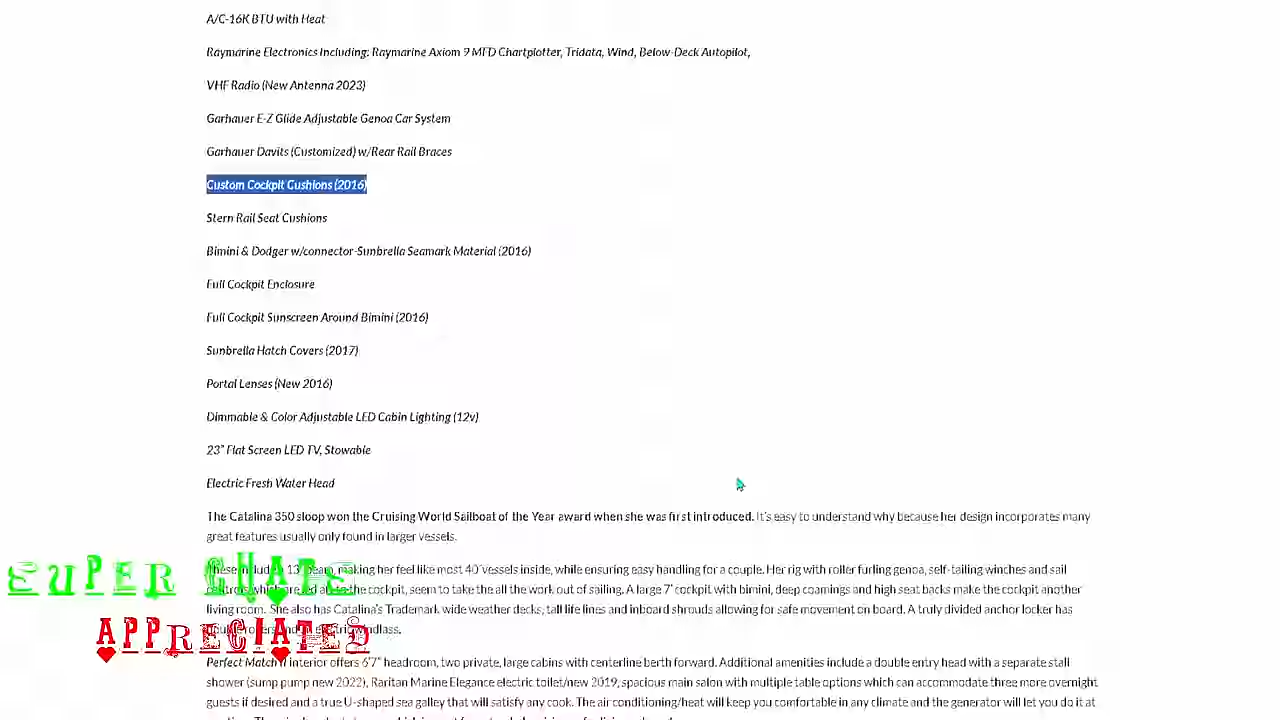 A/C-16K BTU with Heat
Raymarine Electronics Including: Raymarine Axiom 9 MFD Chartplotter, Tridata, Wind, Below-Deck Autopilot,
VHF Radio (New Antenna 2023)
Garhauer E-Z Glide Adjustable Genoa Car System
Garhauer Davits (Customized) w/Rear Rail Braces
Custom Cockpit Cushions (2016)
Stern Rail Seat Cushions
Bimini & Dodger w/connector-Sunbrella Seamark Material (2016)
Full Cockpit Enclosure
Full Cockpit Sunscreen Around Bimini (2016)
Sunbrella Hatch Covers (2017)
Portal Lenses (New 2016)
Dimmable & Color Adjustable LED Cabin Lighting (12v)
23" Flat Screen LED TV, Stowable
Electric Fresh Water Head
The Catalina 350 sloop won the Cruising World Sailboat of the Year award when she was first introduced. It's easy to understand why because her design incorporates many
great features usually only found in larger vessels.
These include 13' beam, making her feel like most 40' vessels inside, while ensuring easy handling for a couple. Her rig with roller furling genoa, self-tailing winches and sail
to the cockpit, seem to take the all the work out of sailing. A large 7' cockpit with bimini, deep coamings and high seat backs make the cockpit another
living room. She also has Catalina's Trademark wide weather decks, tall life lines and inboard shrouds allowing for safe movement on board. A truly divided anchor locker has
windlass.
SUPER CHATS
APPRECIATED
Perfect Match II interior offers 6'7" headroom, two private, large cabins with centerline berth forward. Additional amenities include a double entry head with a separate stall
shower (sump pump new 2022), Raritan Marine Elegance electric toilet/new 2019, spacious main salon with multiple table options which can accommodate three more overnight
guests if desired and a true U-shaped sea galley that will satisfy any cook. The air conditioning/heat will keep you comfortable in any climate and the generator will let you do it at